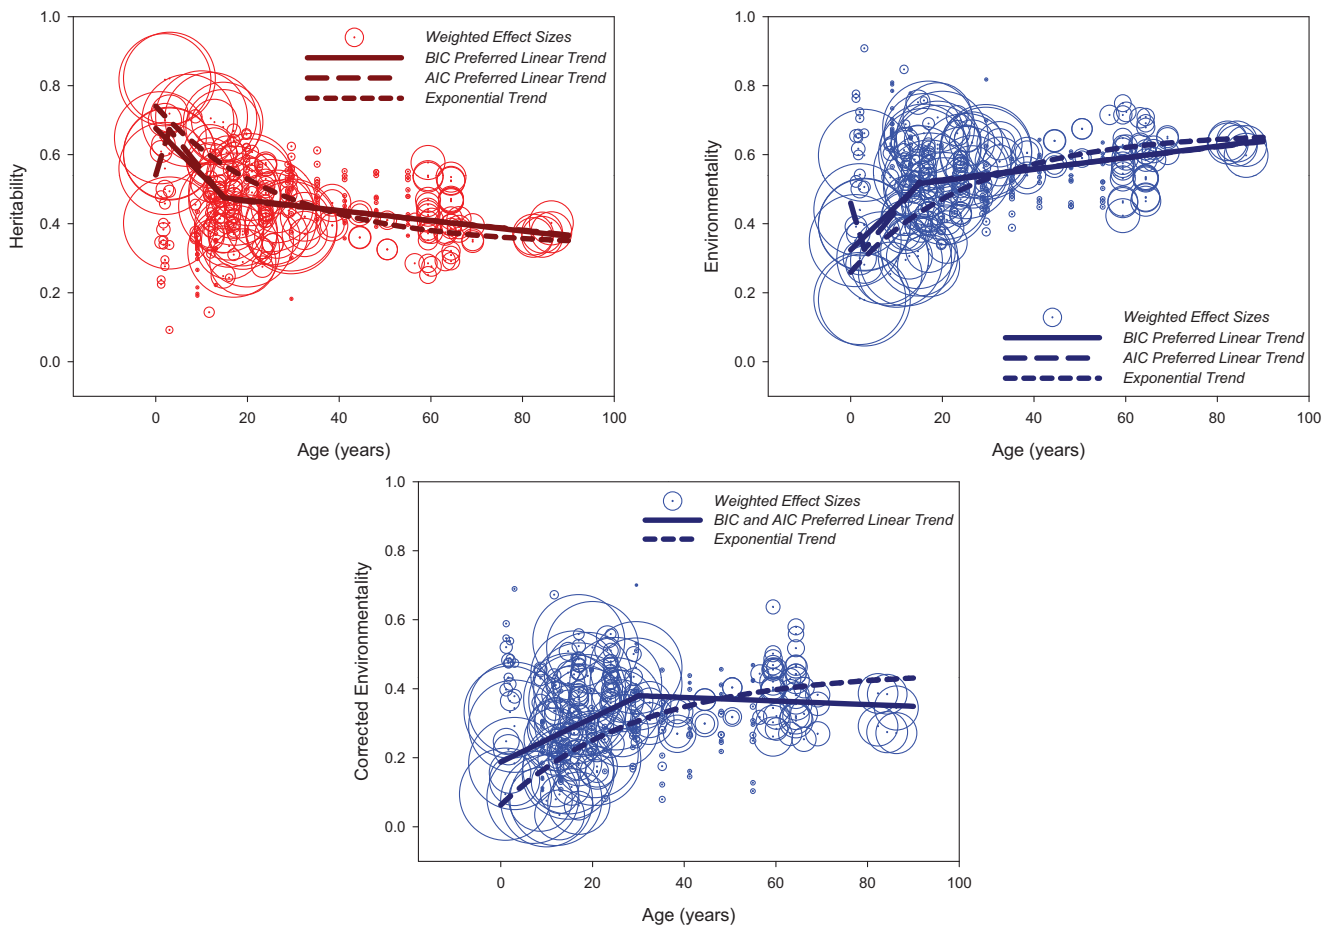 1.0
0.8
0.6
0.4
0.2
0.0
Heritability
Weighted Effect Sizes
BIC Preferred Linear Trend
AIC Preferred Linear Trend
Exponential Trend
0 20 40 60 80 100
Age (years)
1.0
0.8
0.6
0.4
0.2
0.0
Environmentality
Weighted Effect Sizes
BIC Preferred Linear Trend
AIC Preferred Linear Trend
Exponential Trend
0 20 40 60 80 100
Age (years)
1.0
0.8
0.6
0.4
0.2
0.0
Corrected Environmentality
Weighted Effect Sizes
BIC and AIC Preferred Linear Trend
Exponential Trend
0 20 40 60 80 100
Age (years)